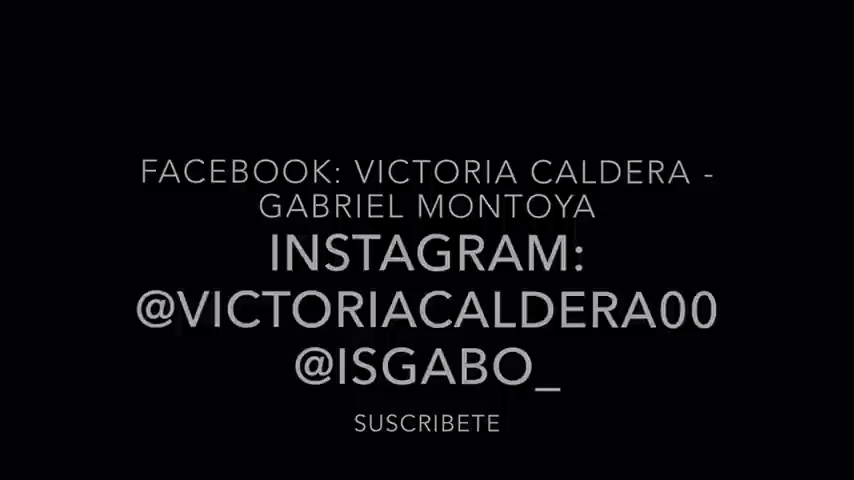 FACEBOOK: VICTORIA CALDERA -
GABRIEL MONTOYA
INSTAGRAM:
@VICTORIACALDERA00
@ISGABO_
SUSCRIBETE